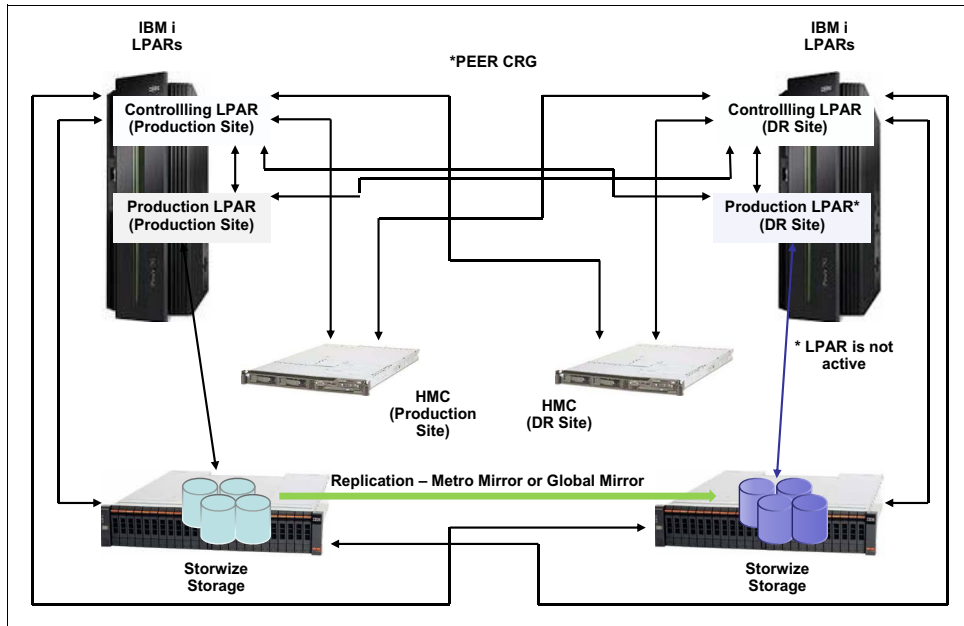 IBM i
LPARs
IBM i
LPARs
*PEER CRG
Controllling LPAR
(Production Site)
Controllling LPAR
(DR Site)
Production LPAR
(Production Site)
Production LPAR*
(DR Site)
* LPAR is not
active
HMC
(Production
Site)
HMC
(DR Site)
Replication – Metro Mirror or Global Mirror
Storwize
Storage
Storwize
Storage